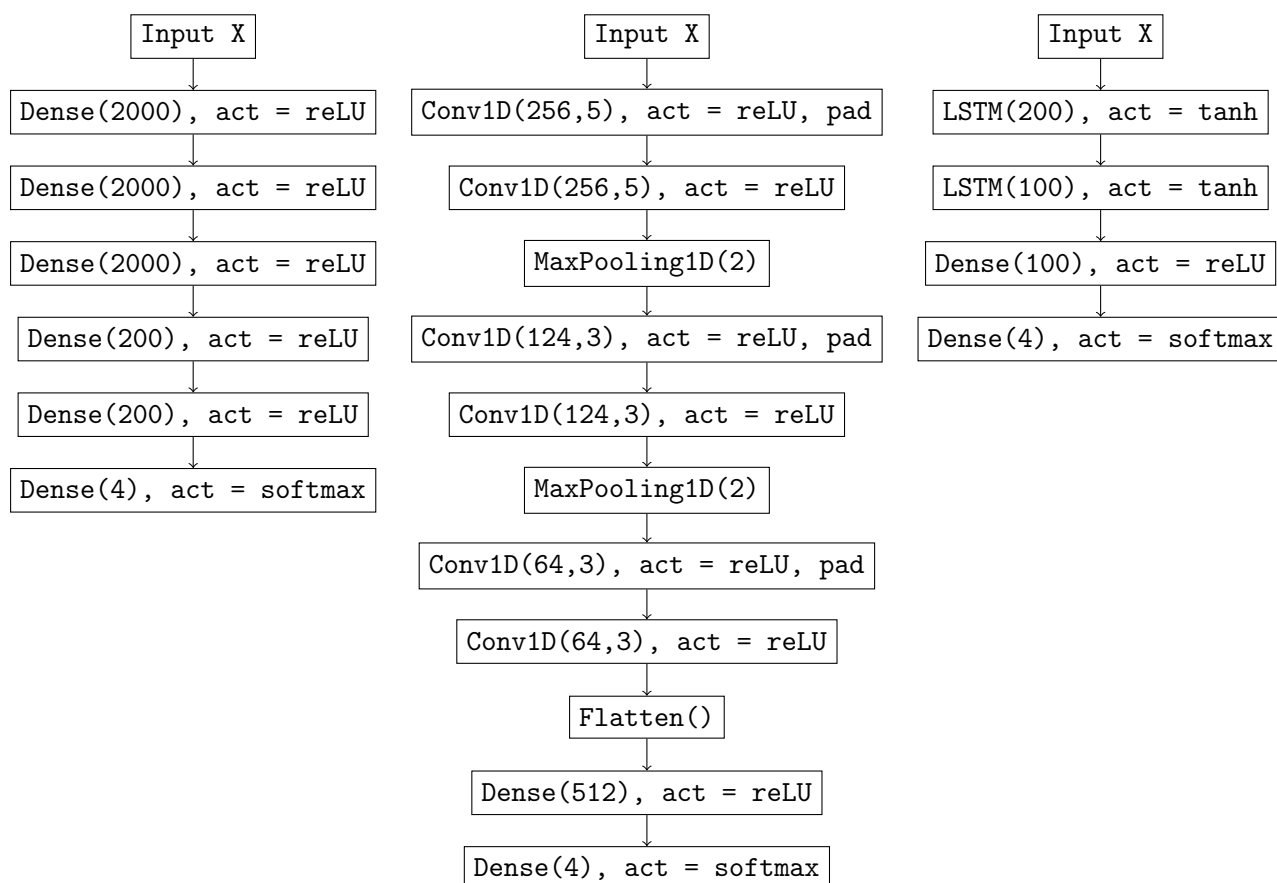 Input X
Dense(2000), act = reLU
Dense(2000), act = reLU
Dense(2000), act = reLU
Dense(200), act = reLU
Dense(200), act = reLU
Dense(4), act = softmax
Input X
Conv1D(256,5), act = reLU, pad
Conv1D(256,5), act = reLU
MaxPooling1D(2)
Conv1D(124,3), act = reLU, pad
Conv1D(124,3), act = reLU
MaxPooling1D(2)
Conv1D(64,3), act = reLU, pad
Conv1D(64,3), act = reLU
Flatten()
Dense(512), act = reLU
Dense(4), act = softmax
Input X
LSTM(200), act = tanh
LSTM(100), act = tanh
Dense(100), act = reLU
Dense(4), act = softmax